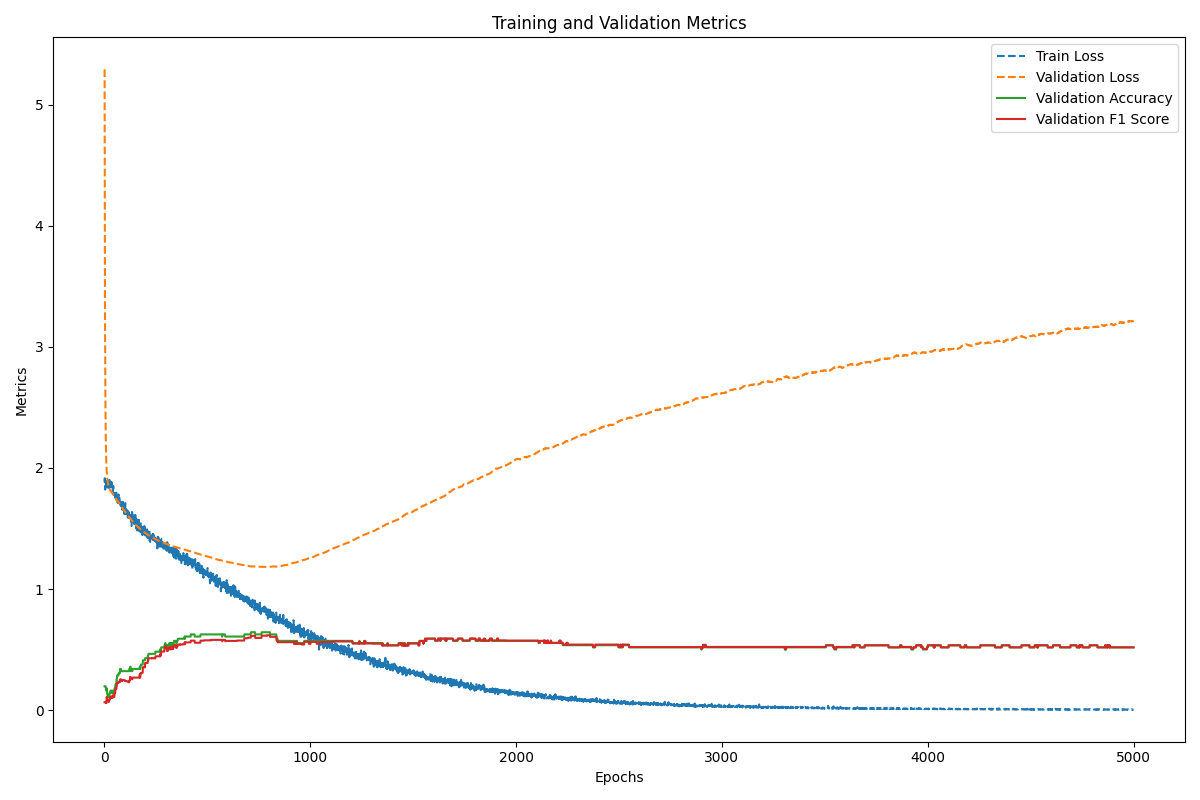 Training and Validation Metrics
Train Loss
Validation Loss
Validation Accuracy
Validation F1 Score
Metrics
5
4
3
2
1
0
0 1000 2000 3000 4000 5000
Epochs